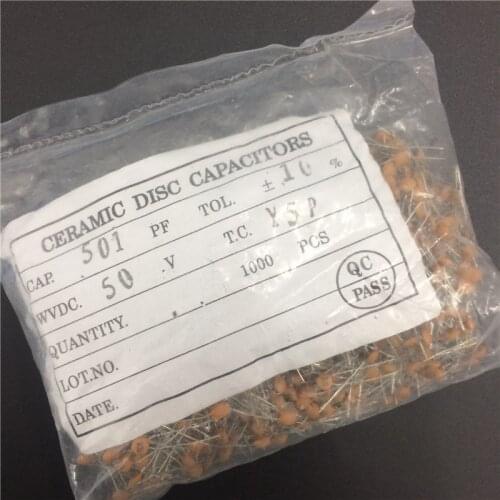 CERAMIC DISC CAPACITORS
CAP. 501 PF TOL. ± 10 %
WVDC. 50 V T.C. Y5P
QUANTITY. 1000 PCS
LOT.NO.
DATE.
QC
PASS